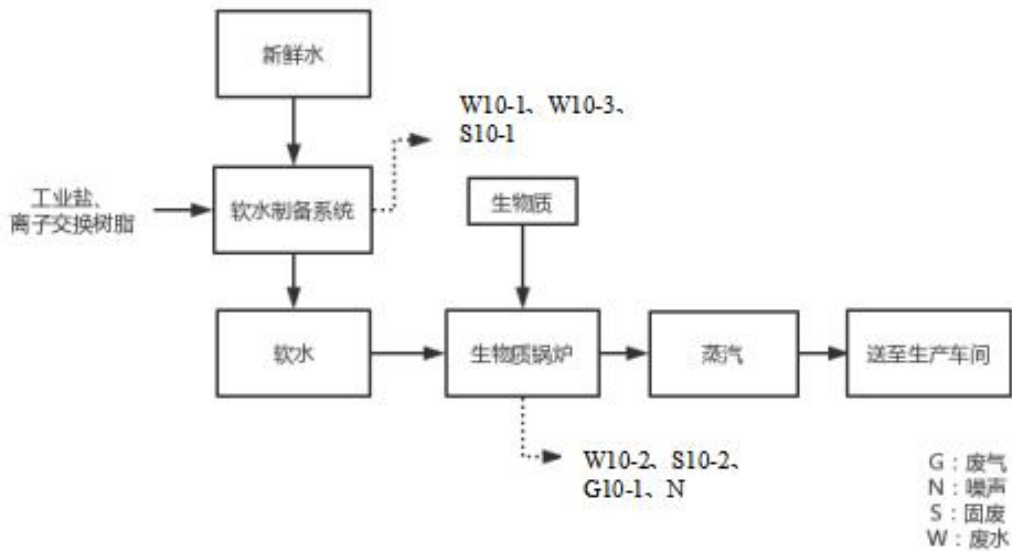 新鲜水
W10-1、W10-3、
S10-1
工业盐、
离子交换树脂
软水制备系统
生物质
软水
生物质锅炉
蒸汽
送至生产车间
W10-2、S10-2、
G10-1、N
G：废气
N：噪声
S：固废
W：废水